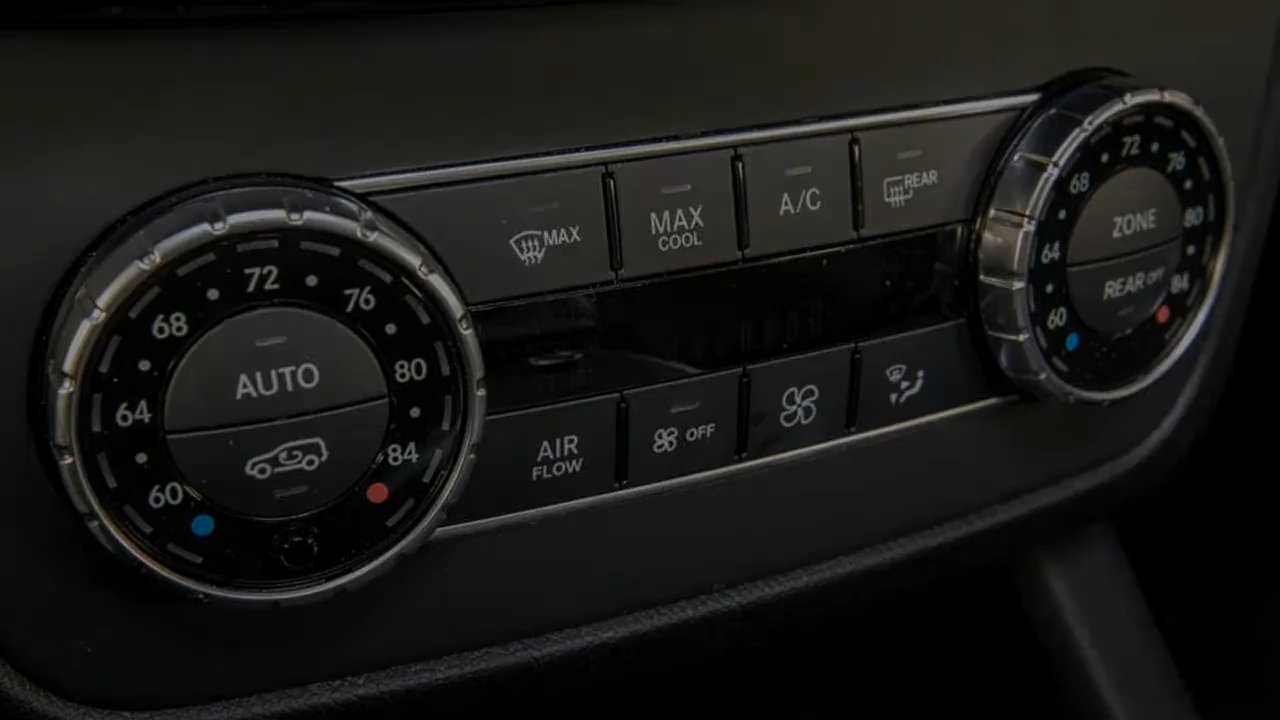 MAX
MAX
COOL
A/C
REAR
72
76
68
80
64
84
60
AUTO
AIR
FLOW
OFF
72
76
68
80
64
84
60
ZONE
REAR OFF